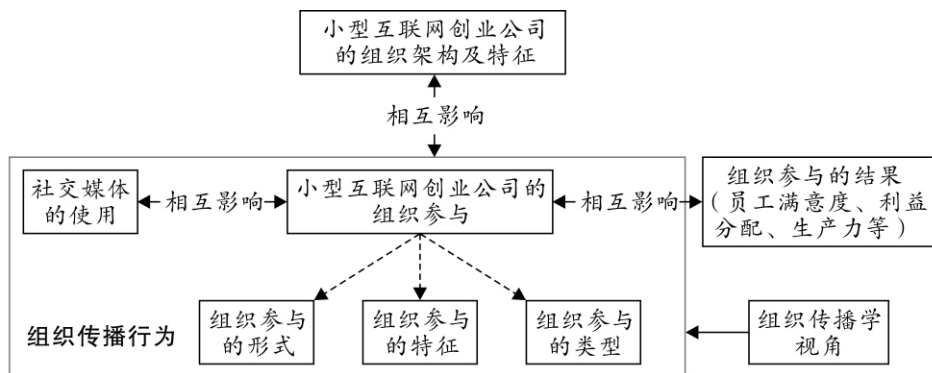 小型互联网创业公司
的组织架构及特征
相互影响
社交媒体
的使用
相互影响
小型互联网创业公司的
组织参与
相互影响
组织参与的结果
(员工满意度、利益
分配、生产力等)
组织传播行为
组织参与
的形式
组织参与
的特征
组织参与
的类型
组织传播学
视角